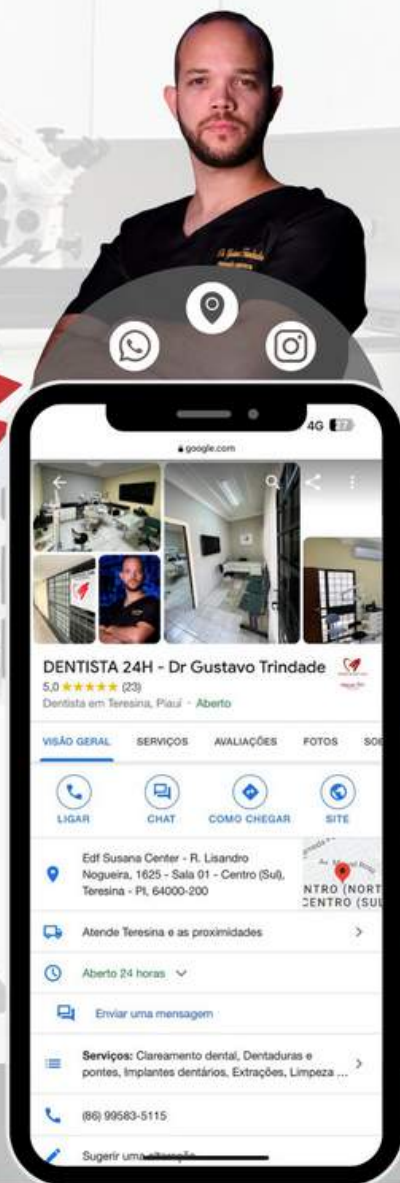 4G 27
google.com
DENTISTA 24H - Dr Gustavo Trindade
5,0 ★★★★★ (23)
Dentista em Teresina, Piauí · Aberto
VISÃO GERAL SERVIÇOS AVALIAÇÕES FOTOS SOB
LIGAR CHAT COMO CHEGAR SITE
Edf Susana Center - R. Lisandro
Nogueira, 1625 - Sala 01 - Centro (Sul),
Teresina - PI, 64000-200
NTRO (NORT
CENTRO (SUL
Atende Teresina e as proximidades
Aberto 24 horas
Enviar uma mensagem
Serviços: Clareamento dental, Dentaduras e
pontes, Implantes dentários, Extrações, Limpeza ...
(86) 99583-5115
Sugerir uma